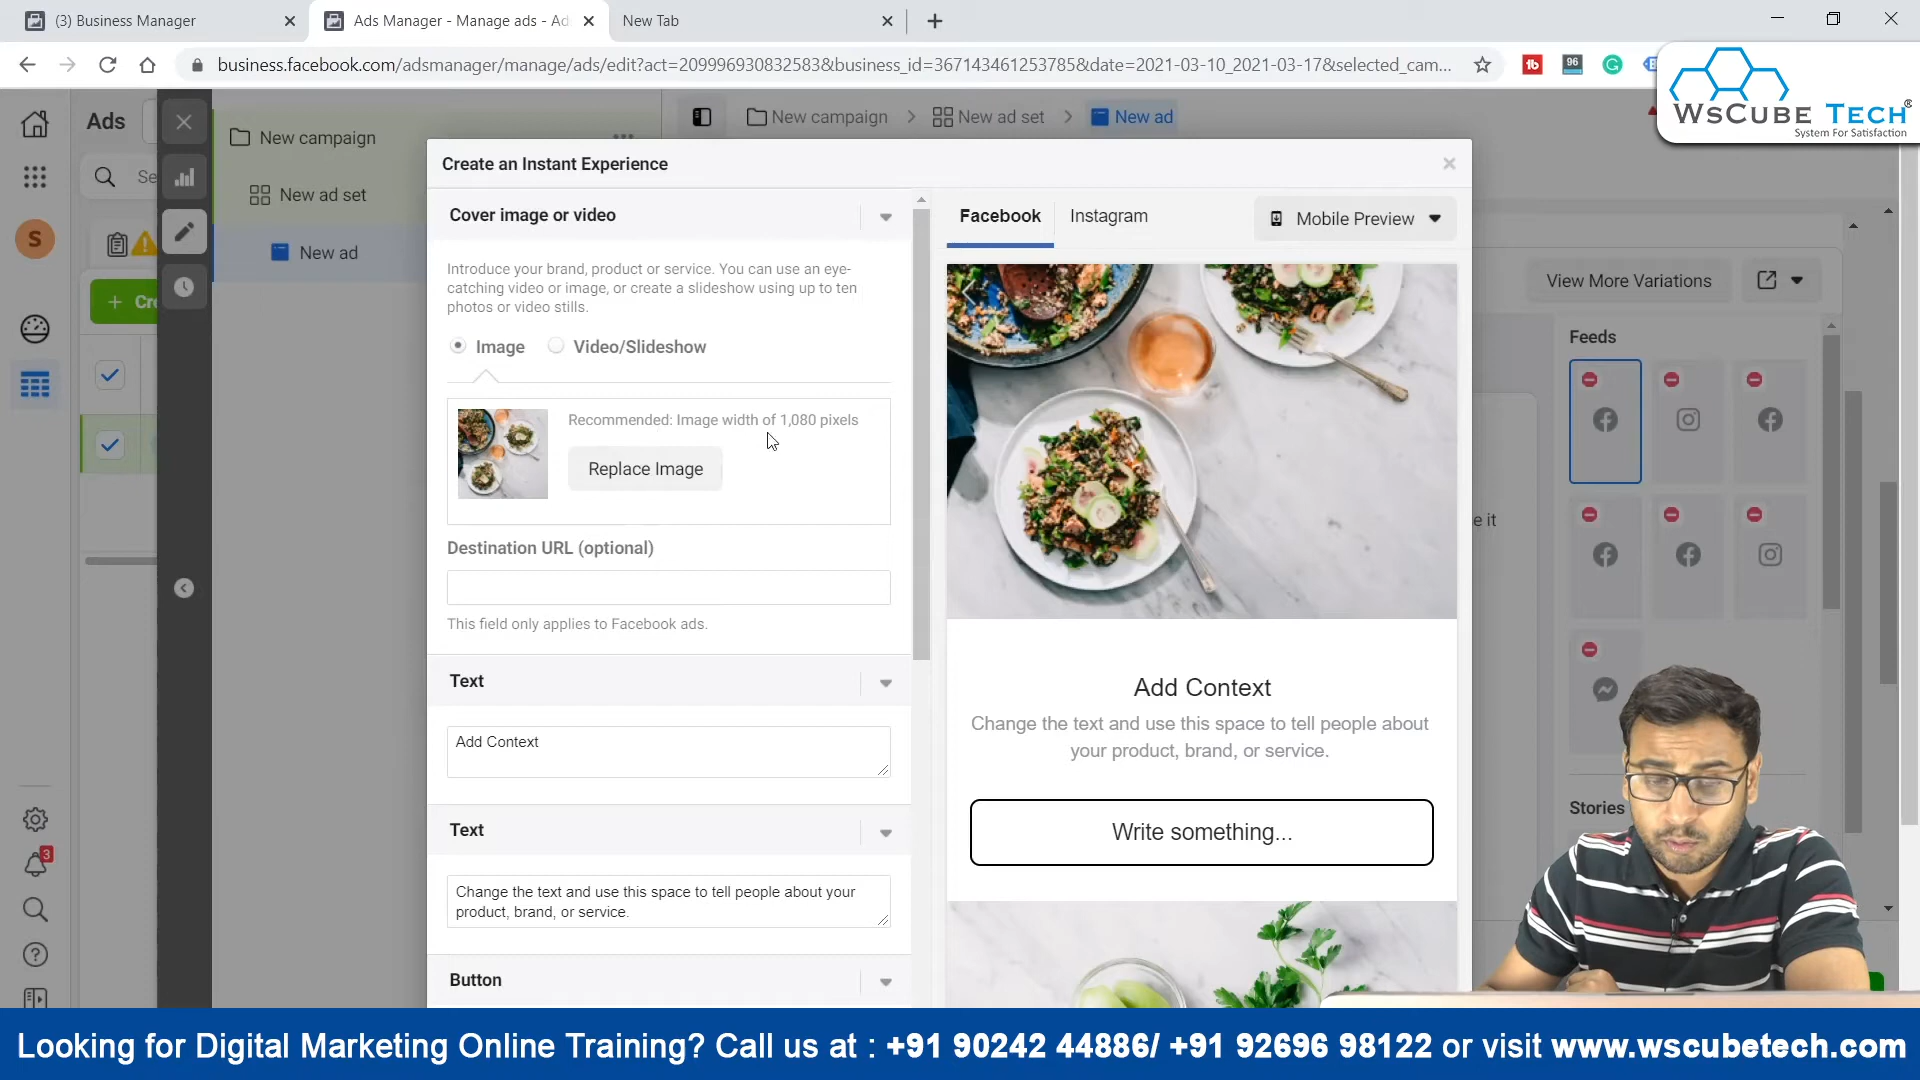 (3) Business Manager
Ads Manager - Manage ads - Ad
New Tab
business.facebook.com/adsmanager/manage/ads/edit?act=2099969308325838&business_id=367143461253785&date=2021-03-10_2021-03-17&selected_cam...
96
WsCube Tech®
System For Satisfaction
Ads
New campaign
New campaign
New ad set
New ad
Se
New ad set
S
New ad
Cre
Create an Instant Experience
Cover image or video
Facebook
Instagram
Mobile Preview
View More Variations
Introduce your brand, product or service. You can use an eye-
catching video or image, or create a slideshow using up to ten
photos or video stills.
Feeds
Image
Video/Slideshow
Recommended: Image width of 1,080 pixels
Replace Image
e it
Destination URL (optional)
This field only applies to Facebook ads.
Text
Add Context
Add Context
Change the text and use this space to tell people about
your product, brand, or service.
Write something...
Stories
Text
Change the text and use this space to tell people about your
product, brand, or service.
3
Button
Looking for Digital Marketing Online Training? Call us at : +91 90242 44886/ +91 92696 98122 or visit www.wscubetech.com